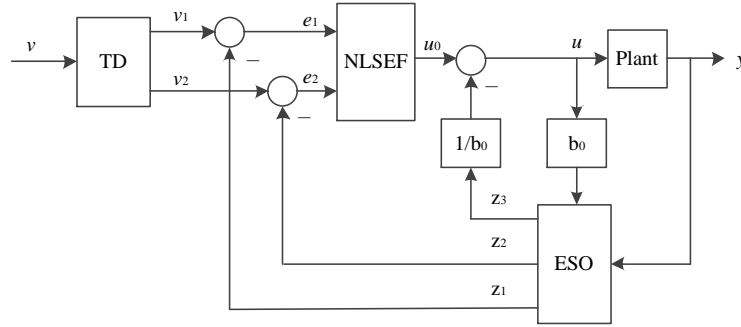 v
TD
v1
v2
e1
e2
NLSEF
u0
u
Plant
y
1/b0
b0
z3
z2
z1
ESO
−
−
−